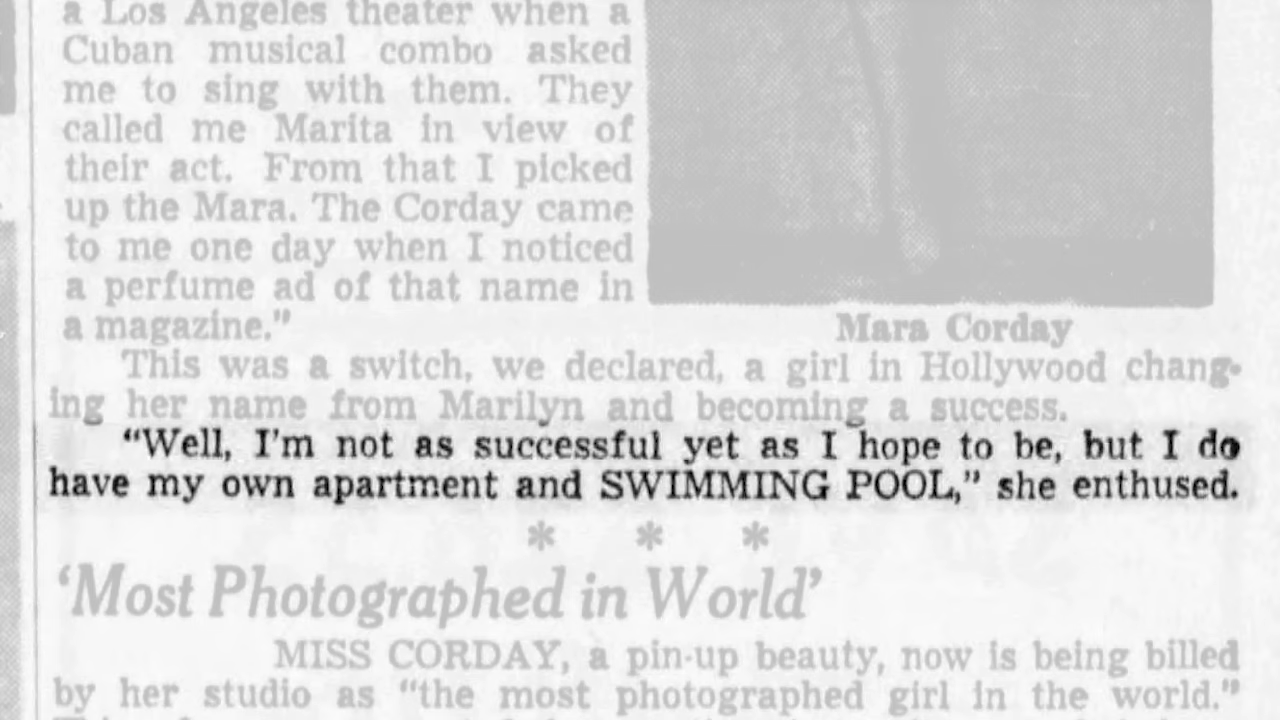 a Los Angeles theater when a
Cuban musical combo asked
me to sing with them. They
called me Marita in view of
their act. From that I picked
up the Mara. The Corday came
to me one day when I noticed
a perfume ad of that name in
a magazine."
Mara Corday
This was a switch, we declared, a girl in Hollywood chang-
ing her name from Marilyn and becoming a success.
"Well, I'm not as successful yet as I hope to be, but I do
have my own apartment and SWIMMING POOL," she enthused.
* * *
'Most Photographed in World'
MISS CORDAY, a pin-up beauty, now is being billed
by her studio as "the most photographed girl in the world."